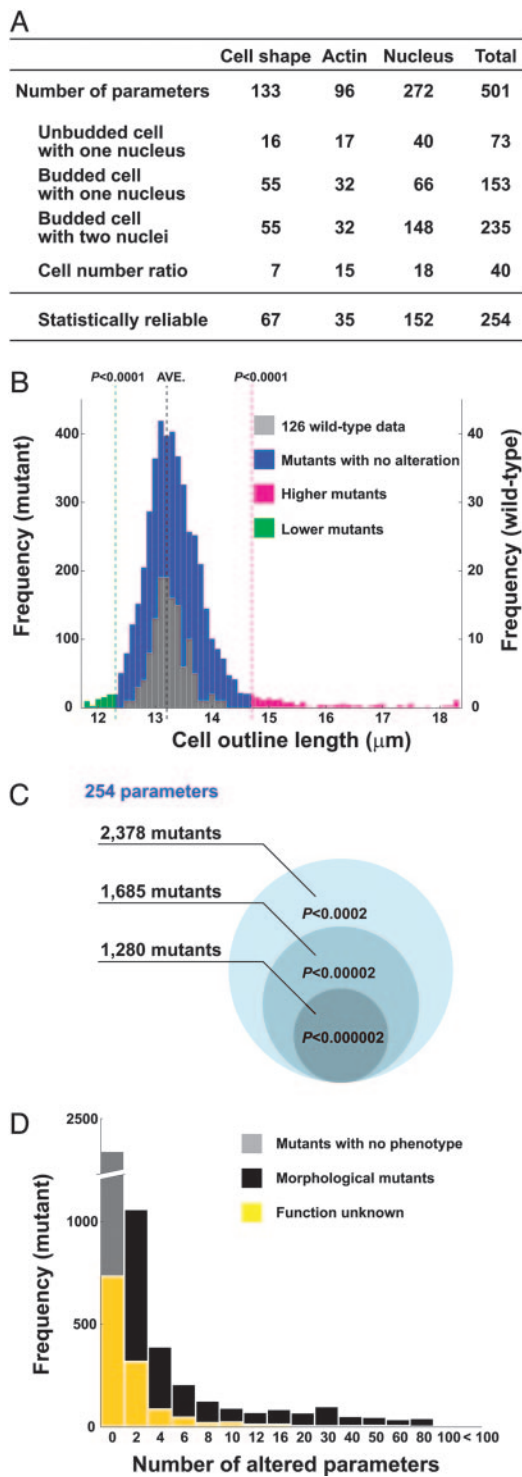 A
Cell shape Actin Nucleus Total
Number of parameters 133 96 272 501
Unbudded cell
with one nucleus 16 17 40 73
Budded cell
with one nucleus 55 32 66 153
Budded cell
with two nuclei 55 32 148 235
Cell number ratio 7 15 18 40
Statistically reliable 67 35 152 254
B
P<0.0001 AVE. P<0.0001
400 40
300 30
200 20
100 10
0 0
Frequency (mutant)
Frequency (wild-type)
126 wild-type data
Mutants with no alteration
Higher mutants
Lower mutants
12 13 14 15 16 17 18
Cell outline length (μm)
C
254 parameters
2,378 mutants
1,685 mutants
1,280 mutants
P<0.0002
P<0.00002
P<0.000002
D
2500
1000
500
0
Frequency (mutant)
Mutants with no phenotype
Morphological mutants
Function unknown
0 2 4 6 8 10 12 16 20 30 40 50 60 80 100 < 100
Number of altered parameters